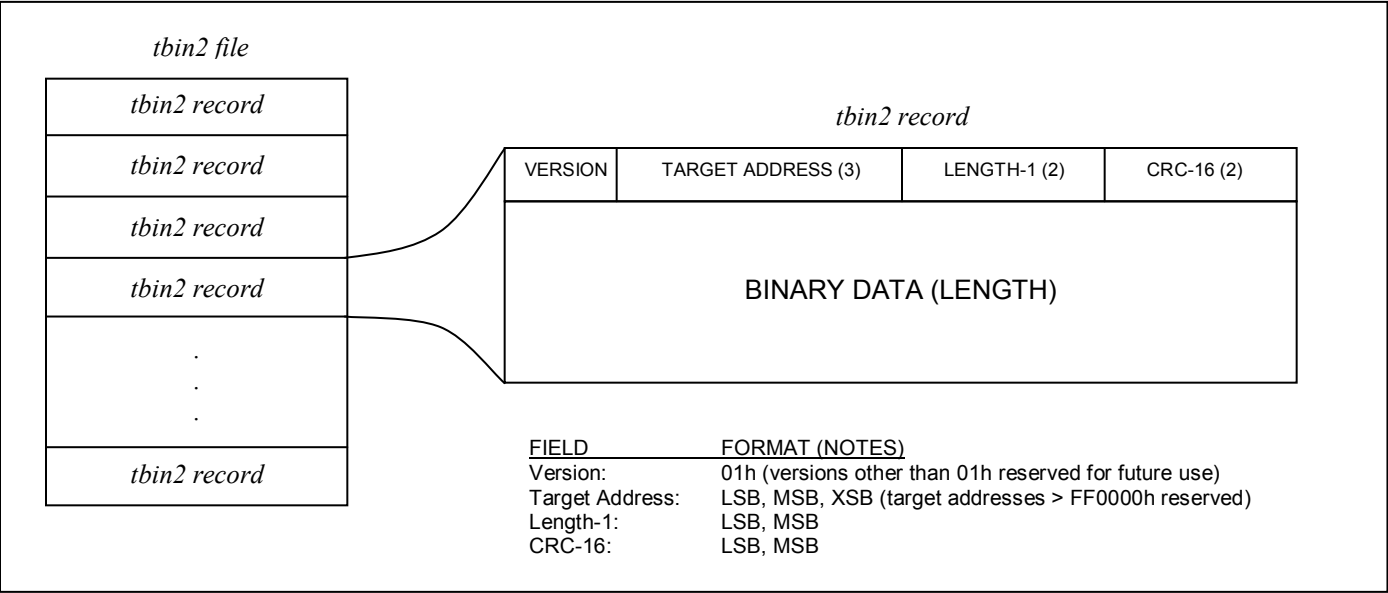 tbin2 file
tbin2 record
tbin2 record
tbin2 record
tbin2 record
.
.
.
tbin2 record
tbin2 record
VERSION TARGET ADDRESS (3) LENGTH-1 (2) CRC-16 (2)
BINARY DATA (LENGTH)
FIELD FORMAT (NOTES)
Version: 01h (versions other than 01h reserved for future use)
Target Address: LSB, MSB, XSB (target addresses > FF0000h reserved)
Length-1: LSB, MSB
CRC-16: LSB, MSB